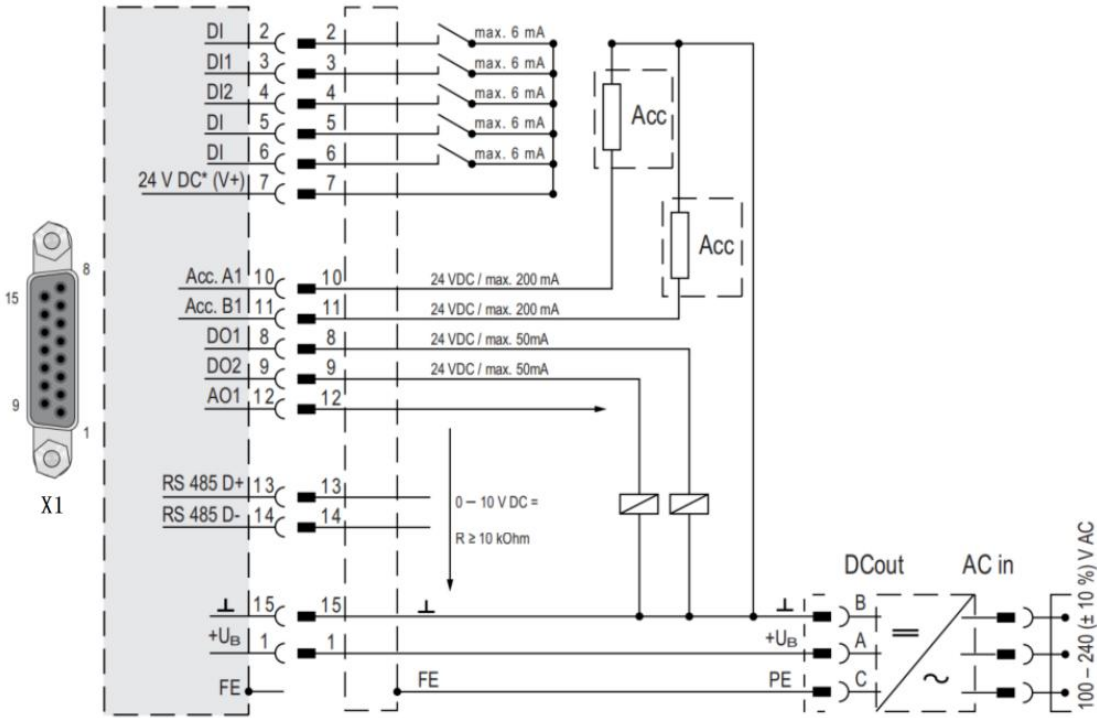 DI 2 2 max. 6 mA
DI1 3 3 max. 6 mA
DI2 4 4 max. 6 mA
DI 5 5 max. 6 mA
DI 6 6 max. 6 mA
24 V DC* (V+) 7 7
Acc
Acc
8
15
9
1
X1
Acc. A1 10 10 24 VDC / max. 200 mA
Acc. B1 11 11 24 VDC / max. 200 mA
DO1 8 8 24 VDC / max. 50mA
DO2 9 9 24 VDC / max. 50mA
AO1 12 12
RS 485 D+ 13 13
RS 485 D- 14 14
0 – 10 V DC =
R ≥ 10 kOhm
DCout AC in
⊥ 15 15 ⊥ ⊥ B
+UB 1 1 +UB A
FE FE PE C
= ~
100 – 240 (± 10 %) V AC